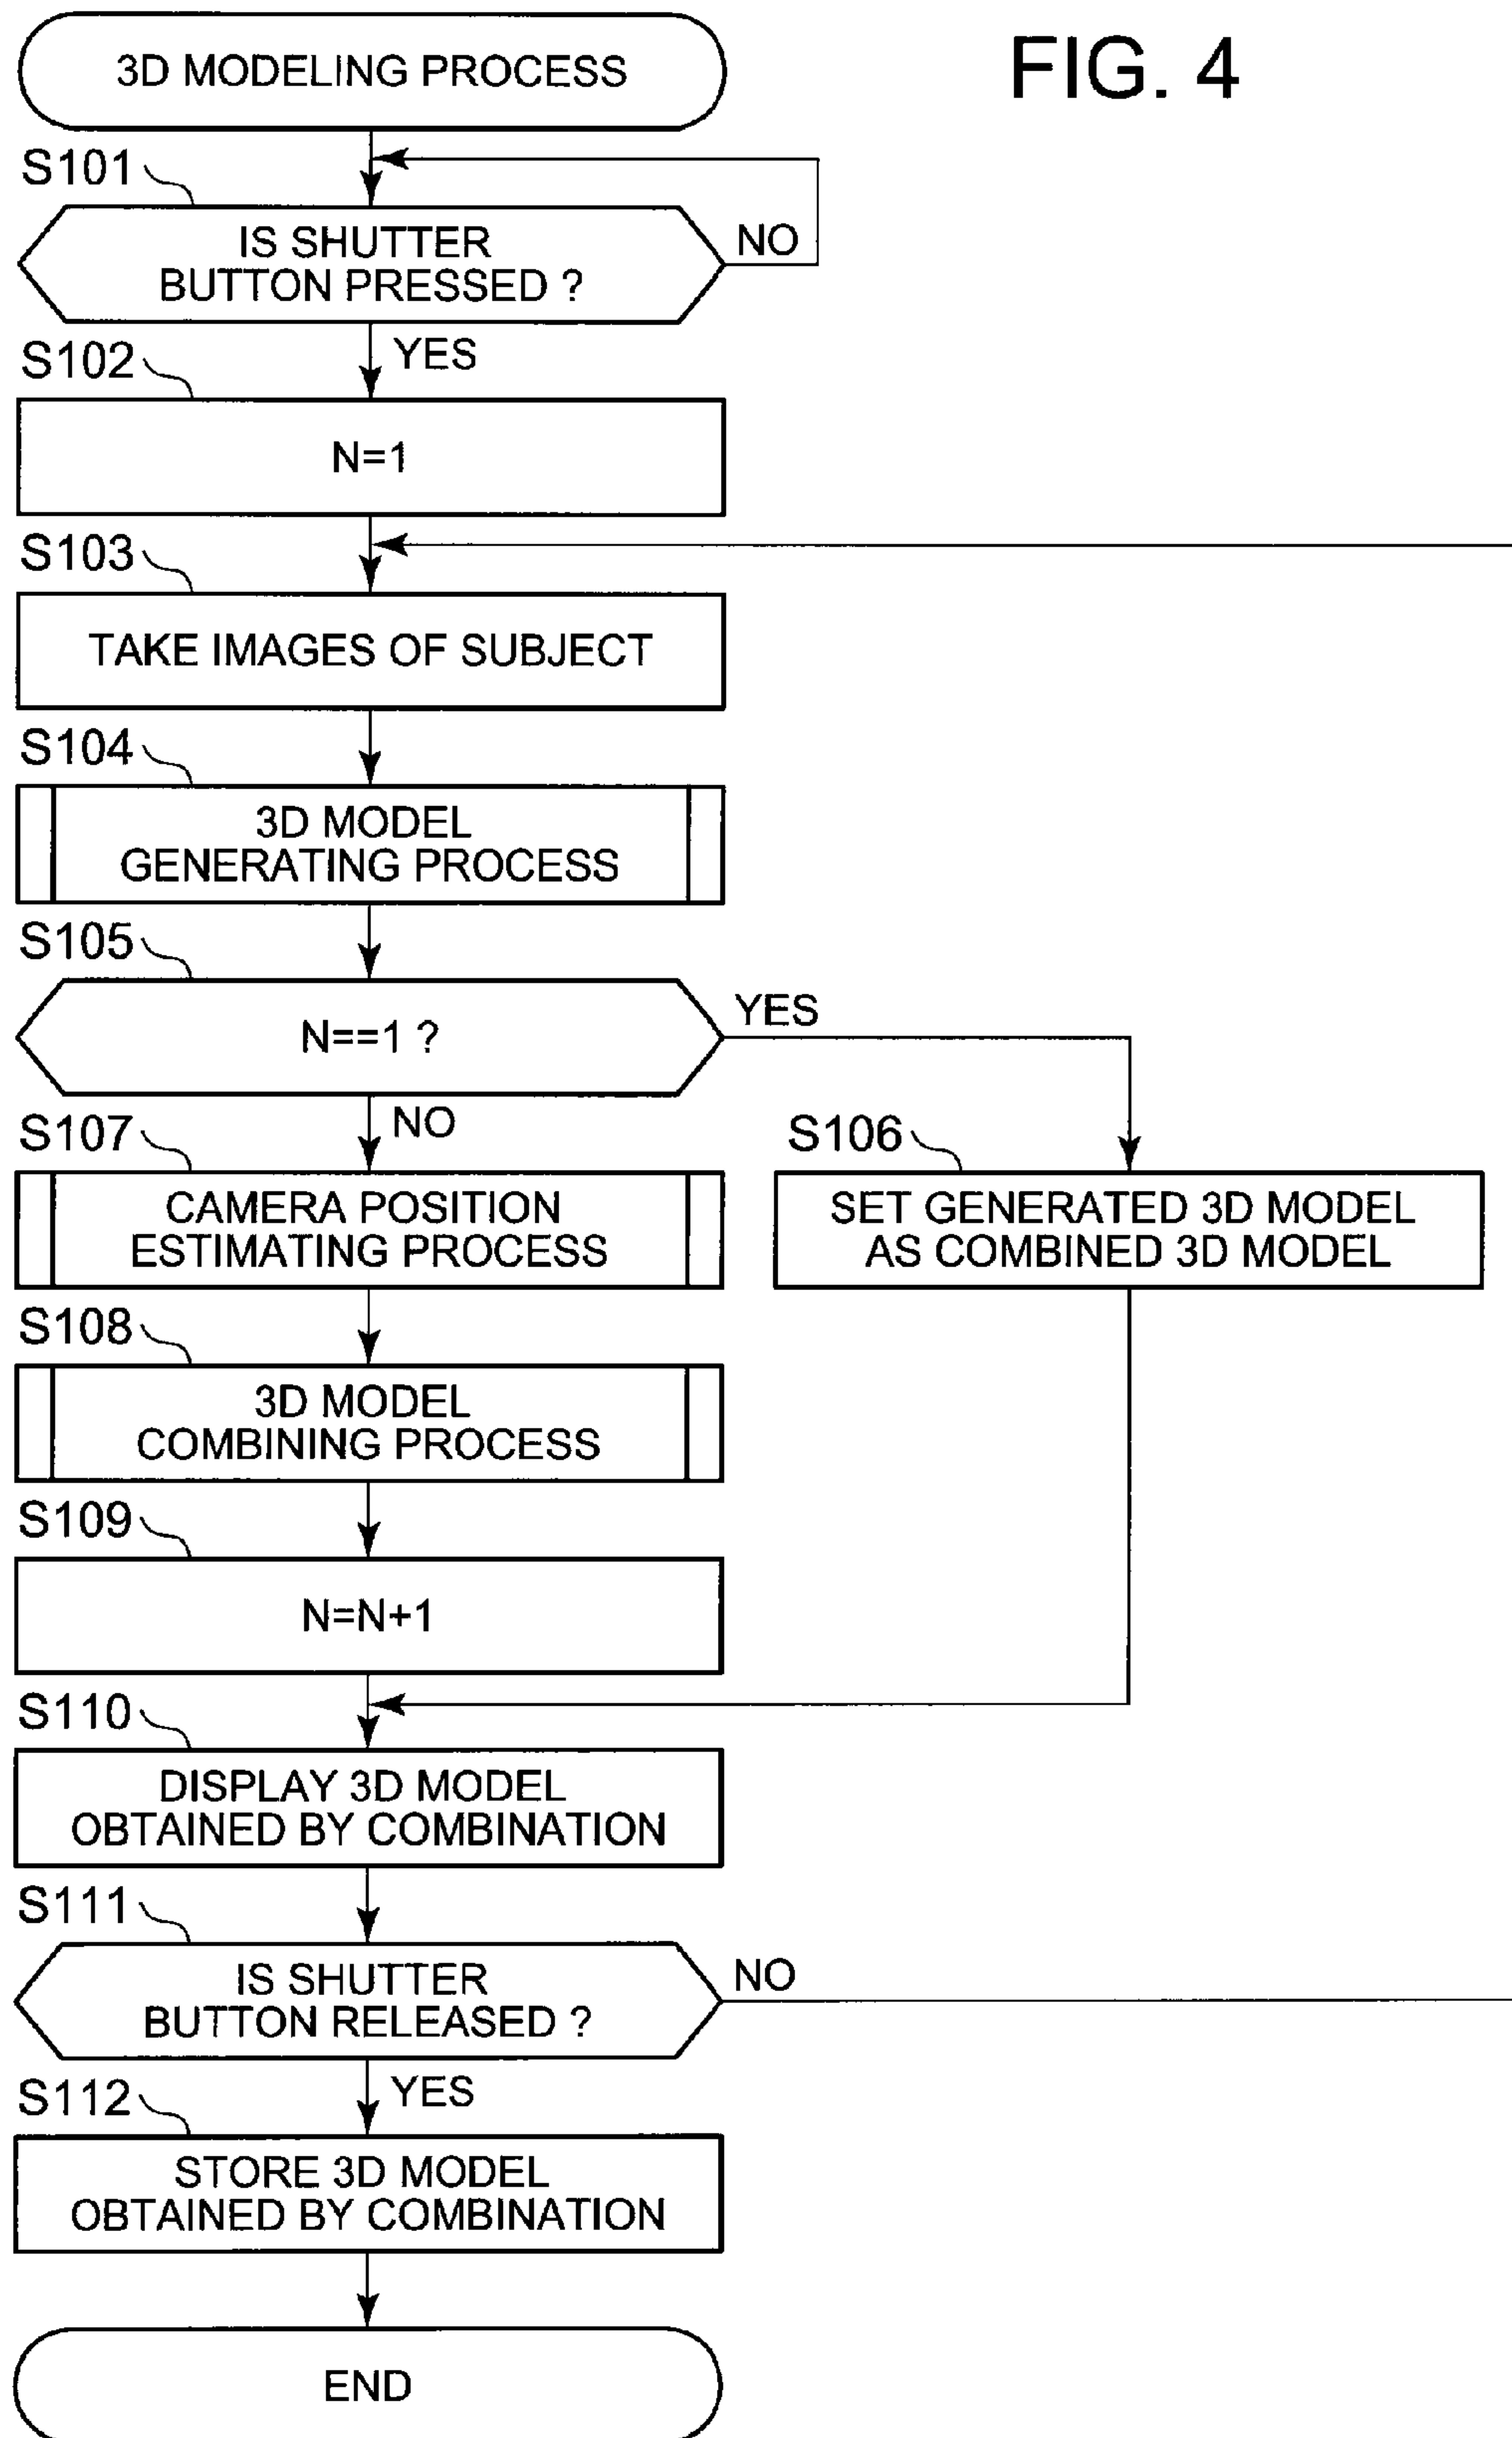 FIG. 4
3D MODELING PROCESS
S101
IS SHUTTER
BUTTON PRESSED ?
NO
YES
S102
N=1
S103
TAKE IMAGES OF SUBJECT
S104
3D MODEL
GENERATING PROCESS
S105
N==1 ?
YES
NO
S107
CAMERA POSITION
ESTIMATING PROCESS
S106
SET GENERATED 3D MODEL
AS COMBINED 3D MODEL
S108
3D MODEL
COMBINING PROCESS
S109
N=N+1
S110
DISPLAY 3D MODEL
OBTAINED BY COMBINATION
S111
IS SHUTTER
BUTTON RELEASED ?
NO
YES
S112
STORE 3D MODEL
OBTAINED BY COMBINATION
END